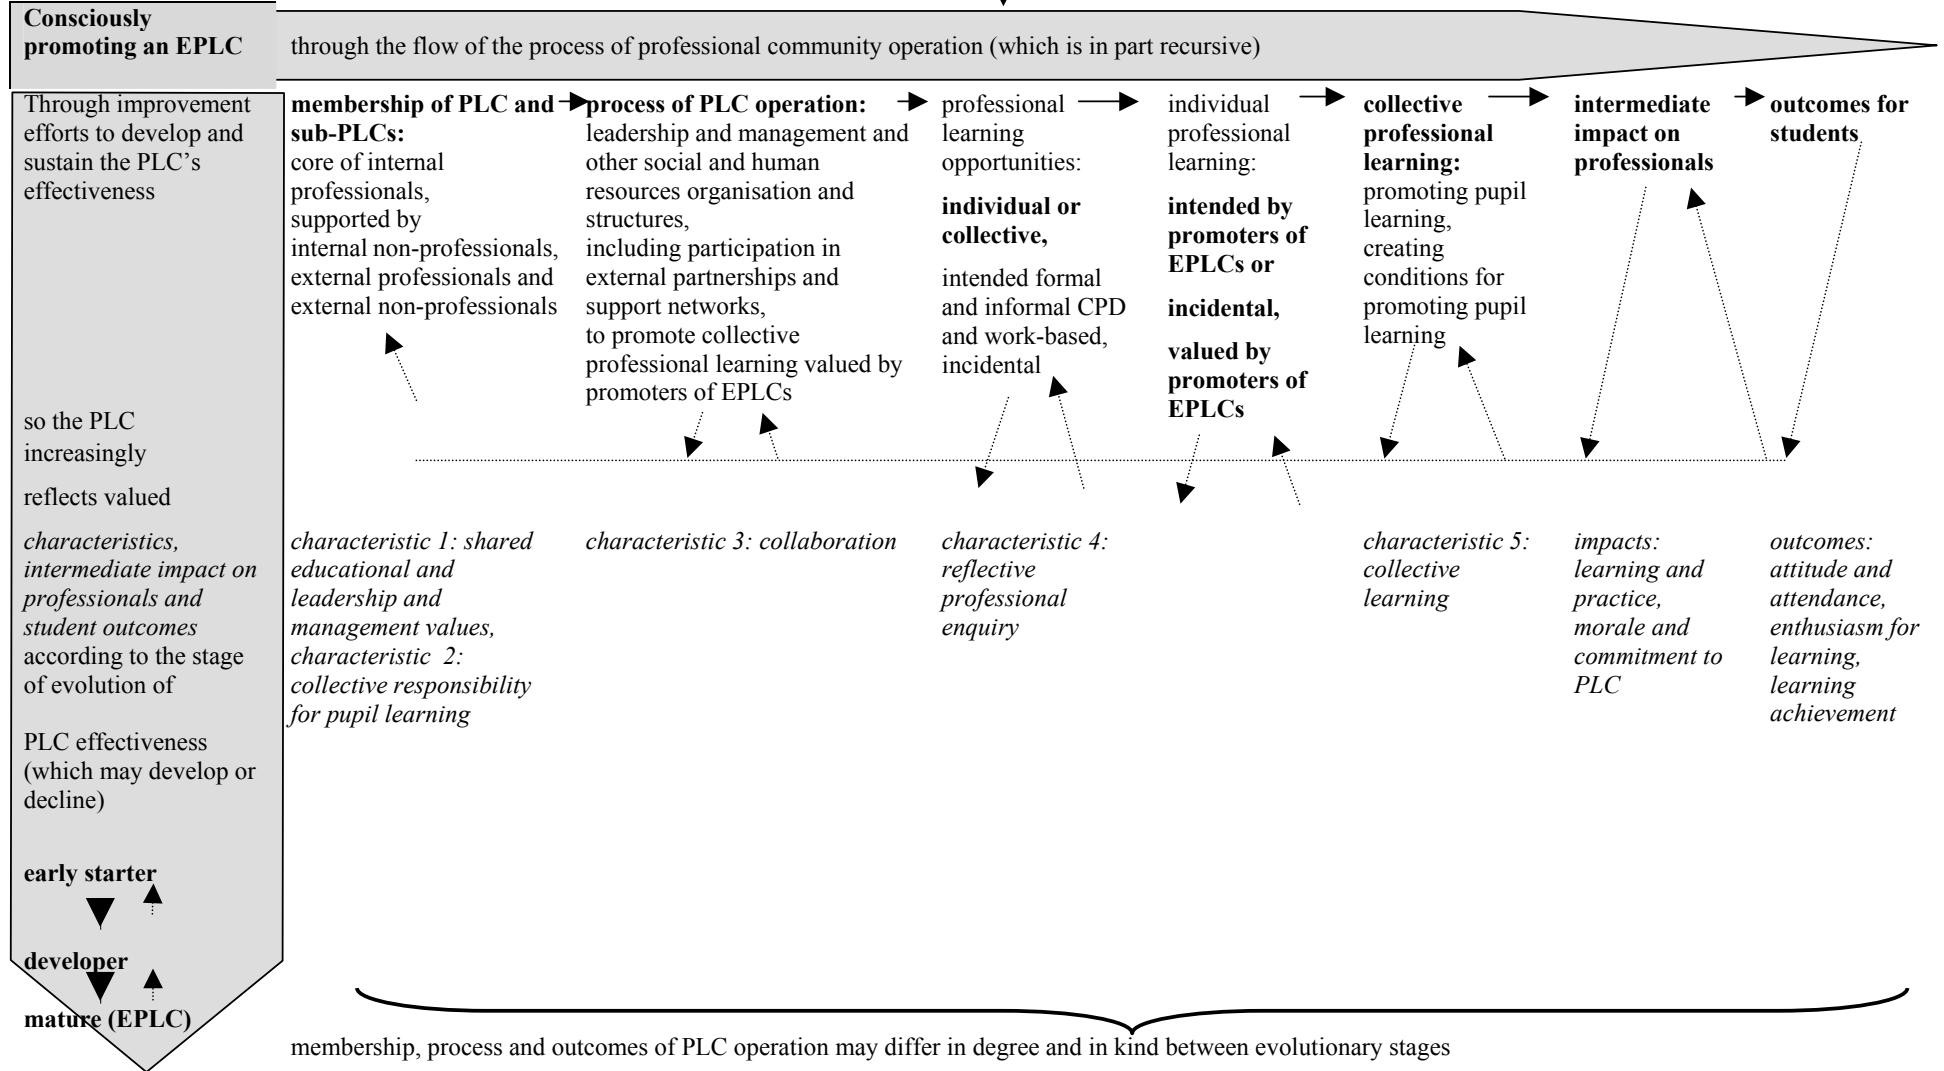 Consciously
promoting an EPLC
through the flow of the process of professional community operation (which is in part recursive)
Through improvement
efforts to develop and
sustain the PLC’s
effectiveness
so the PLC
increasingly
reflects valued
characteristics,
intermediate impact on
professionals and
student outcomes
according to the stage
of evolution of
PLC effectiveness
(which may develop or
decline)
early starter
developer
mature (EPLC)
membership of PLC and
sub-PLCs:
core of internal
professionals,
supported by
internal non-professionals,
external professionals and
external non-professionals
process of PLC operation:
leadership and management and
other social and human
resources organisation and
structures,
including participation in
external partnerships and
support networks,
to promote collective
professional learning valued by
promoters of EPLCs
professional
learning
opportunities:
individual or
collective,
intended formal
and informal CPD
and work-based,
incidental
individual
professional
learning:
intended by
promoters of
EPLCs or
incidental,
valued by
promoters of
EPLCs
collective
professional
learning:
promoting pupil
learning,
creating
conditions for
promoting pupil
learning
intermediate
impact on
professionals
outcomes for
students
characteristic 1: shared
educational and
leadership and
management values,
characteristic 2:
collective responsibility
for pupil learning
characteristic 3: collaboration
characteristic 4:
reflective
professional
enquiry
characteristic 5:
collective
learning
impacts:
learning and
practice,
morale and
commitment to
PLC
outcomes:
attitude and
attendance,
enthusiasm for
learning,
learning
achievement
membership, process and outcomes of PLC operation may differ in degree and in kind between evolutionary stages